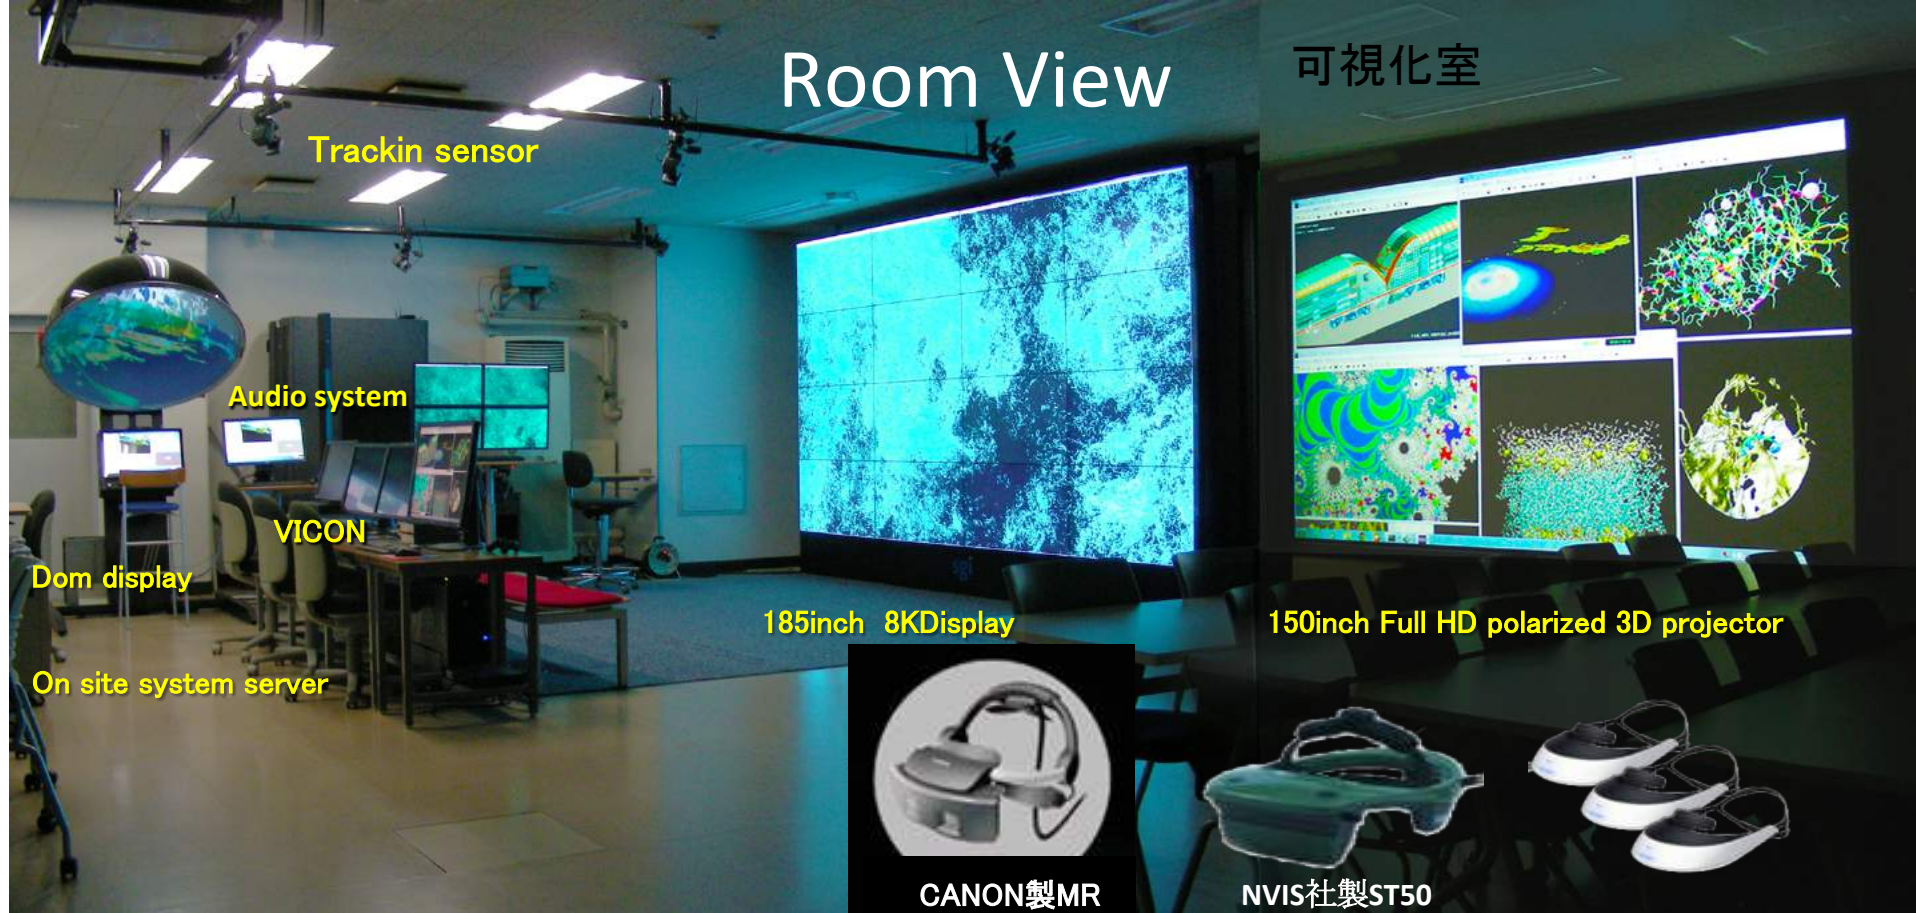 Room View
可視化室
Trackin sensor
Audio system
VICON
Dom display
185inch 8KDisplay
150inch Full HD polarized 3D projector
On site system server
sgi
CANON製MR
NVIS社製ST50